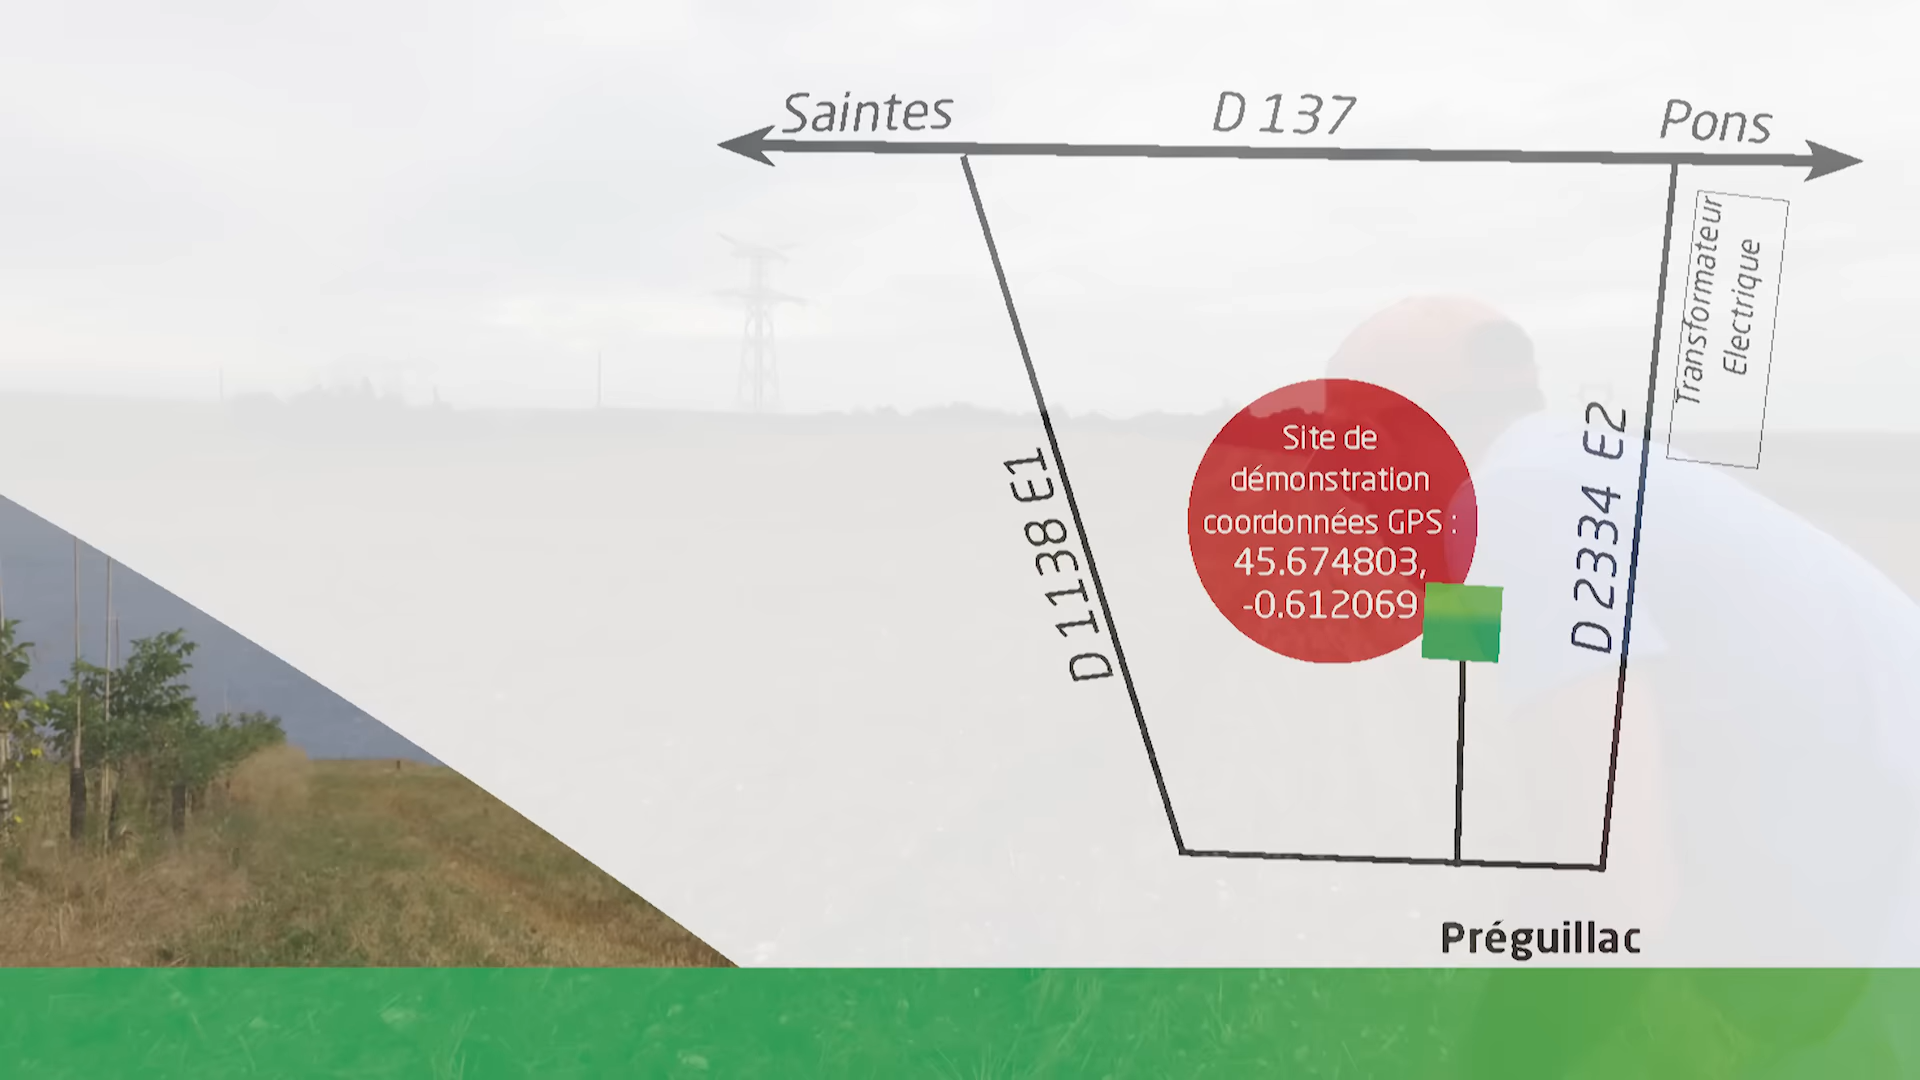 Saintes
D 137
Pons
Transformateur
Electrique
D 1138 E1
Site de
démonstration
coordonnées GPS :
45.674803,
-0.612069
D 2334 E2
Préguillac